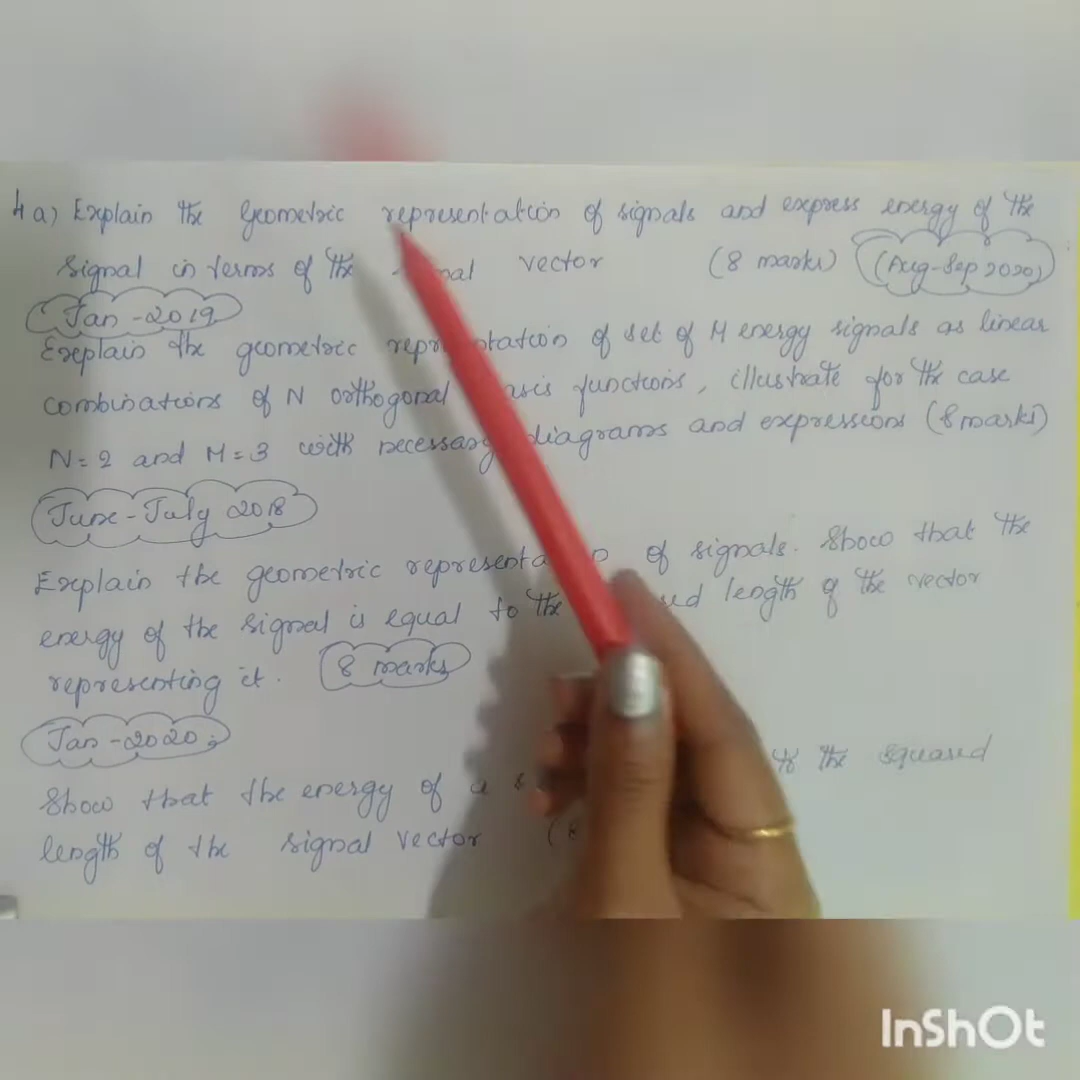 4 a) Explain the Geometric representation of signals and express energy of the
signal in terms of the vector (8 marks) (Aug-Sep 2020)
Jan - 2019
Explain the geometric of set of M energy signals as linear
combinations of N orthogonal functions, illustrate for the case
N = 2 and M = 3 with necessary diagrams and expressions (8 marks)
June - July 2018
Explain the geometric of signals. Show that the
energy of the signal is equal to the length of the vector
representing it. 8 marks
Jan - 2020
Show that the energy of a to the squared
length of the signal vector
InShOt